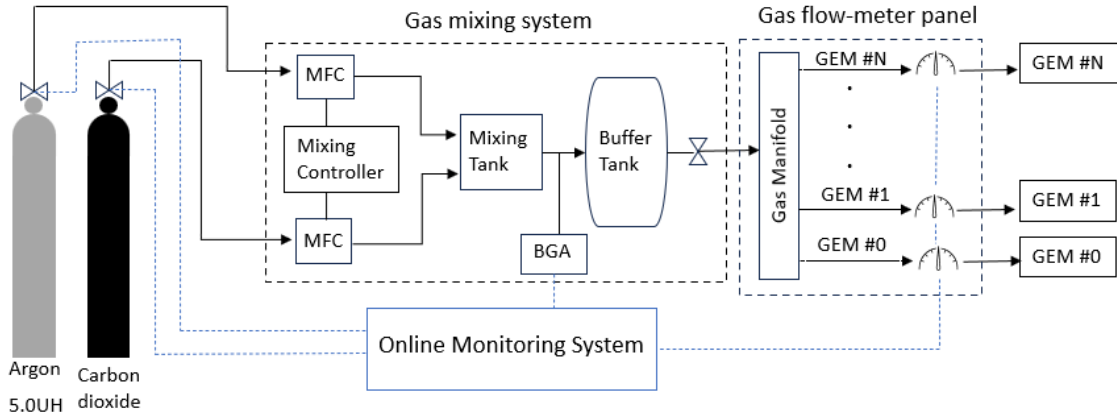 Gas mixing system
Gas flow-meter panel
MFC
Mixing
Controller
MFC
Mixing
Tank
BGA
Buffer
Tank
Gas Manifold
GEM #N
GEM #N
GEM #1
GEM #1
GEM #0
GEM #0
Online Monitoring System
Argon
5.0UH
Carbon
dioxide